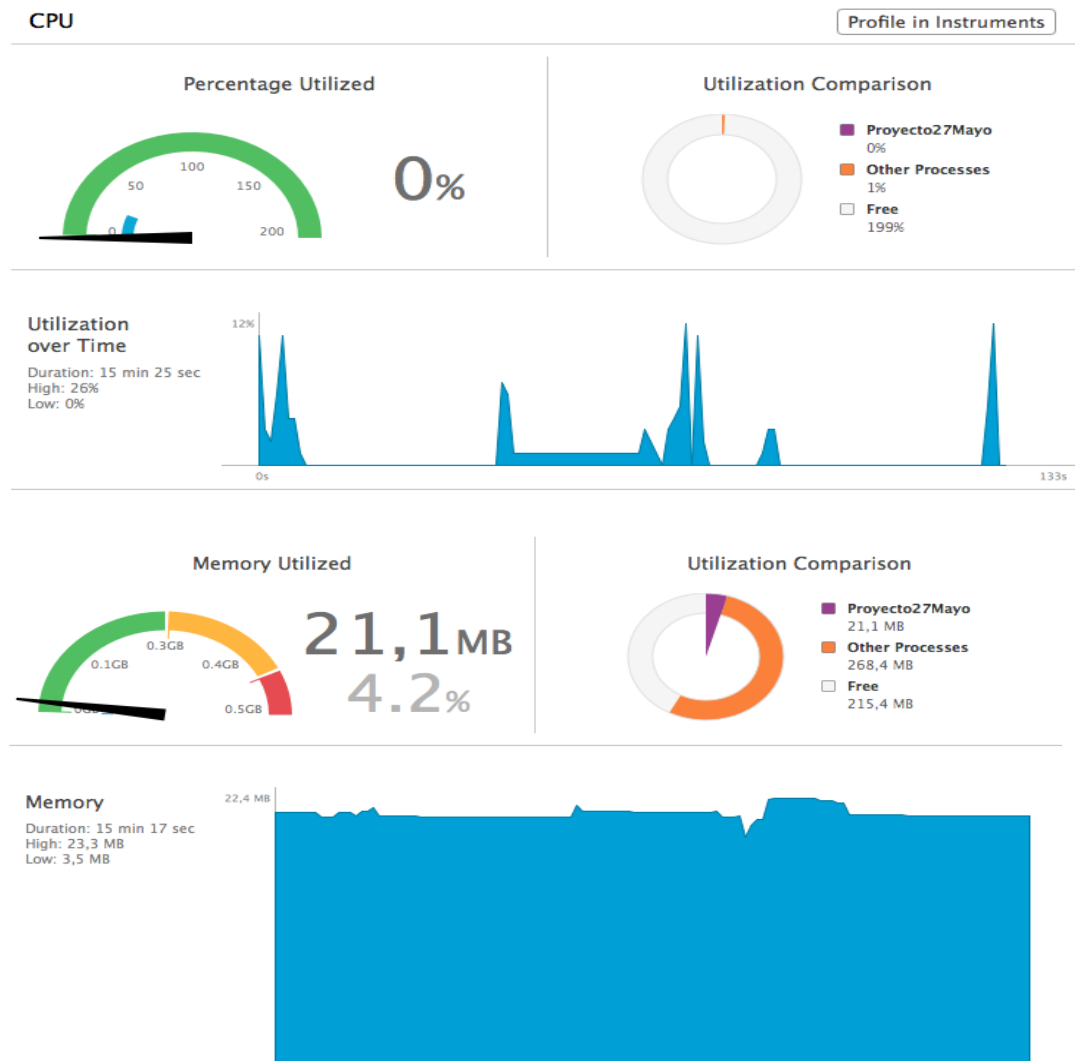 CPU
Profile in Instruments
Percentage Utilized
0
50
100
150
200
0%
Utilization Comparison
Proyecto27Mayo
0%
Other Processes
1%
Free
199%
Utilization
over Time
Duration: 15 min 25 sec
High: 26%
Low: 0%
12%
0s
133s
Memory Utilized
0GB
0.1GB
0.3GB
0.4GB
0.5GB
21,1MB
4.2%
Utilization Comparison
Proyecto27Mayo
21,1 MB
Other Processes
268,4 MB
Free
215,4 MB
Memory
Duration: 15 min 17 sec
High: 23,3 MB
Low: 3,5 MB
22,4 MB